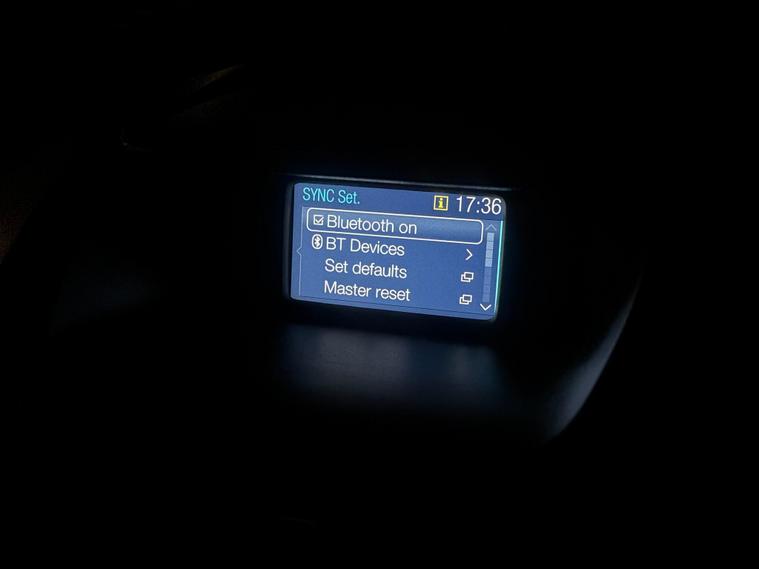 SYNC Set.
i 17:36
Bluetooth on
BT Devices
Set defaults
Master reset